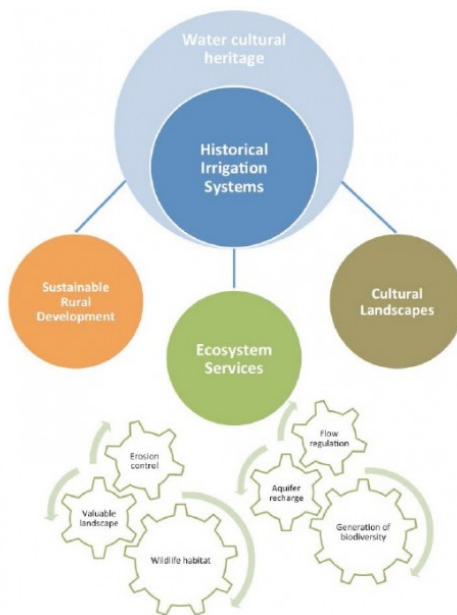 Water cultural
heritage
Historical
Irrigation
Systems
Sustainable
Rural
Development
Ecosystem
Services
Cultural
Landscapes
Erosion
control
Valuable
landscape
Wildlife habitat
Flow
regulation
Aquifer
recharge
Generation of
biodiversity